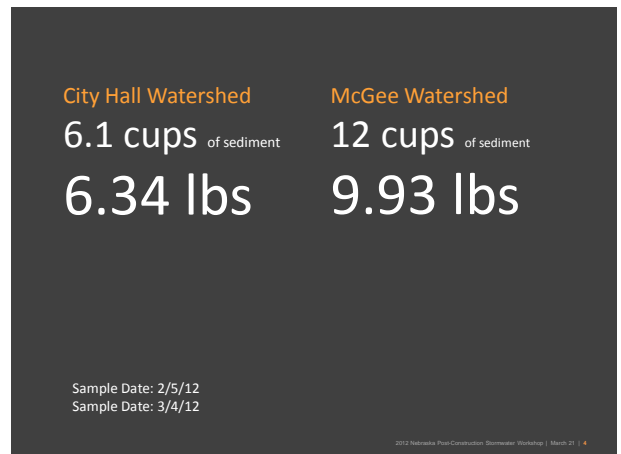 City Hall Watershed
6.1 cups of sediment
6.34 lbs
McGee Watershed
12 cups of sediment
9.93 lbs
Sample Date: 2/5/12
Sample Date: 3/4/12
2012 Nebraska Post-Construction Stormwater Workshop | March 21 | 4